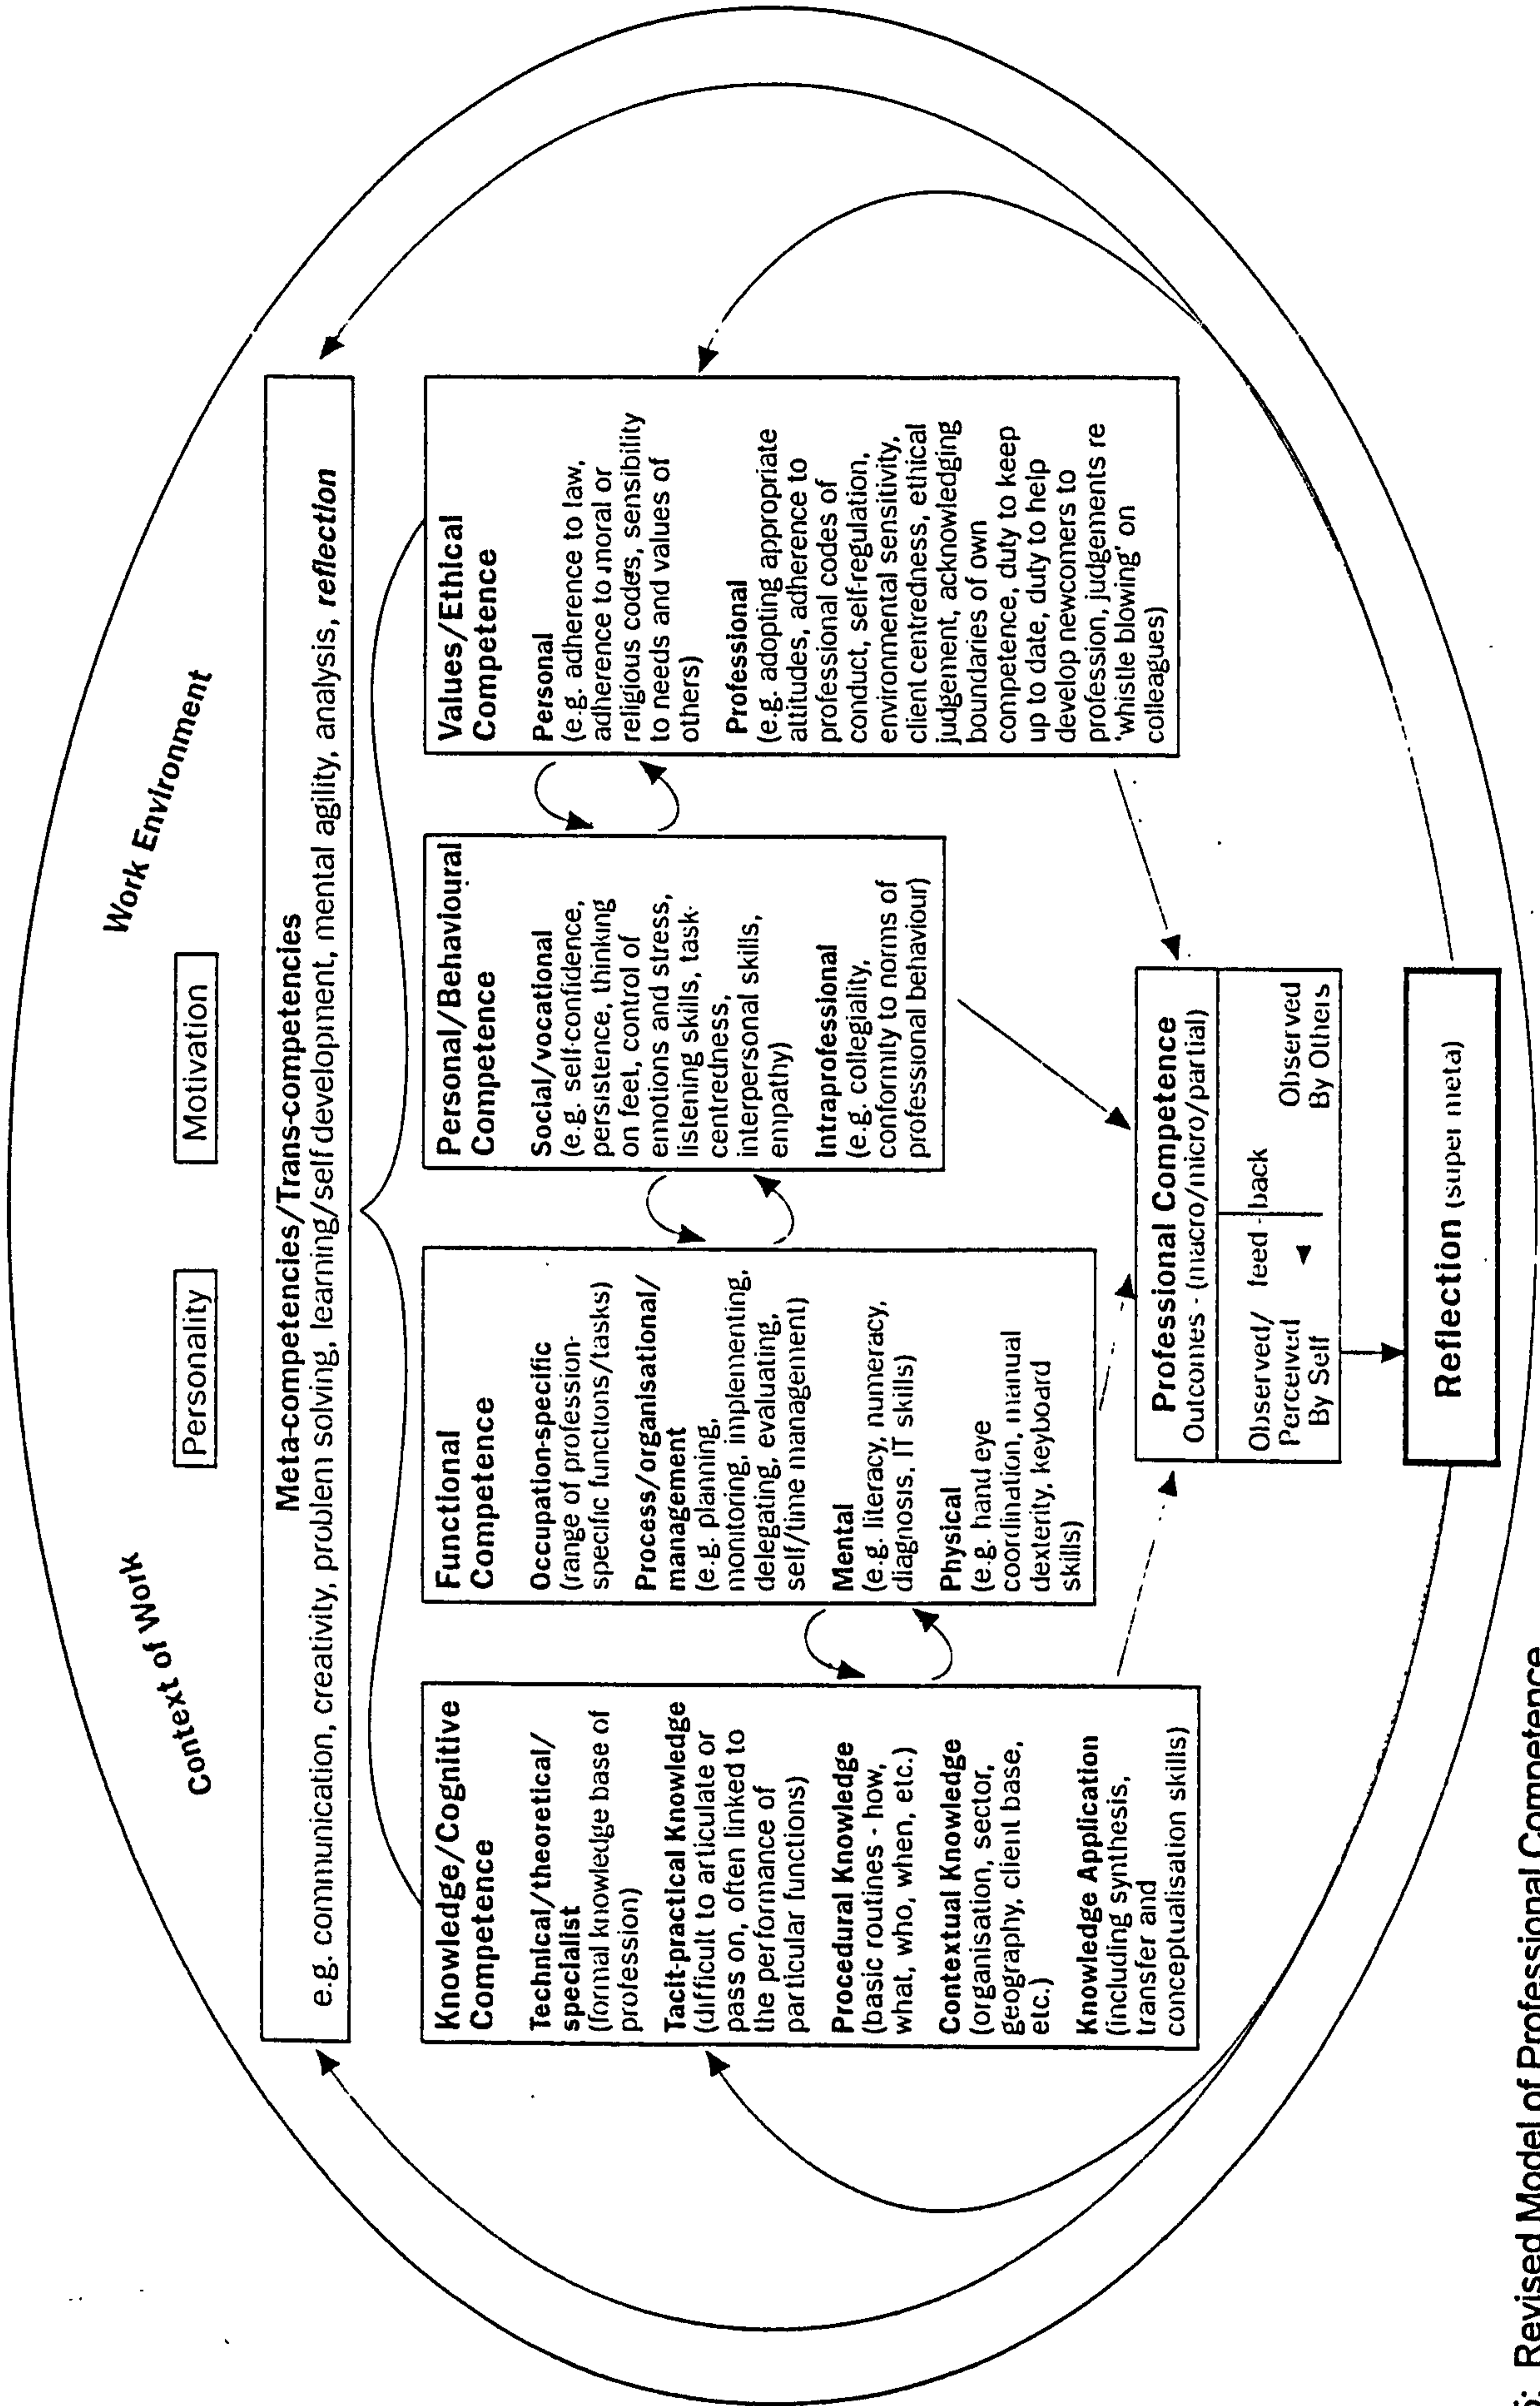 Context of Work
Work Environment
Personality
Motivation
Meta-competencies/Trans-competencies
e.g. communication, creativity, problem solving, learning/self development, mental agility, analysis, reflection
Knowledge/Cognitive
Competence
Technical/theoretical/
specialist
(formal knowledge base of
profession)
Tacit-practical Knowledge
(difficult to articulate or
pass on, often linked to
the performance of
particular functions)
Procedural Knowledge
(basic routines - how,
what, who, when, etc.)
Contextual Knowledge
(organisation, sector,
geography, client base,
etc.)
Knowledge Application
(including synthesis,
transfer and
conceptualisation skills)
Functional
Competence
Occupation-specific
(range of profession-
specific functions/tasks)
Process/organisational/
management
(e.g. planning,
monitoring, implementing,
delegating, evaluating,
self/time management)
Mental
(e.g. literacy, numeracy,
diagnosis, IT skills)
Physical
(e.g. hand eye
coordination, manual
dexterity, keyboard
skills)
Personal/Behavioural
Competence
Social/vocational
(e.g. self-confidence,
persistence, thinking
on feet, control of
emotions and stress,
listening skills, task-
centredness,
interpersonal skills,
empathy)
Intraprofessional
(e.g. collegiality,
conformity to norms of
professional behaviour)
Values/Ethical
Competence
Personal
(e.g. adherence to law,
adherence to moral or
religious codes, sensibility
to needs and values of
others)
Professional
(e.g. adopting appropriate
attitudes, adherence to
professional codes of
conduct, self-regulation,
environmental sensitivity,
client centredness, ethical
judgement, acknowledging
boundaries of own
competence, duty to keep
up to date, duty to help
develop newcomers to
profession, judgements re
'whistle blowing' on
colleagues)
Professional Competence
Outcomes - (macro/micro/partial)
Observed/
Perceived
By Self
feed-back
Observed
By Others
Reflection (super meta)
: Revised Model of Professional Competence